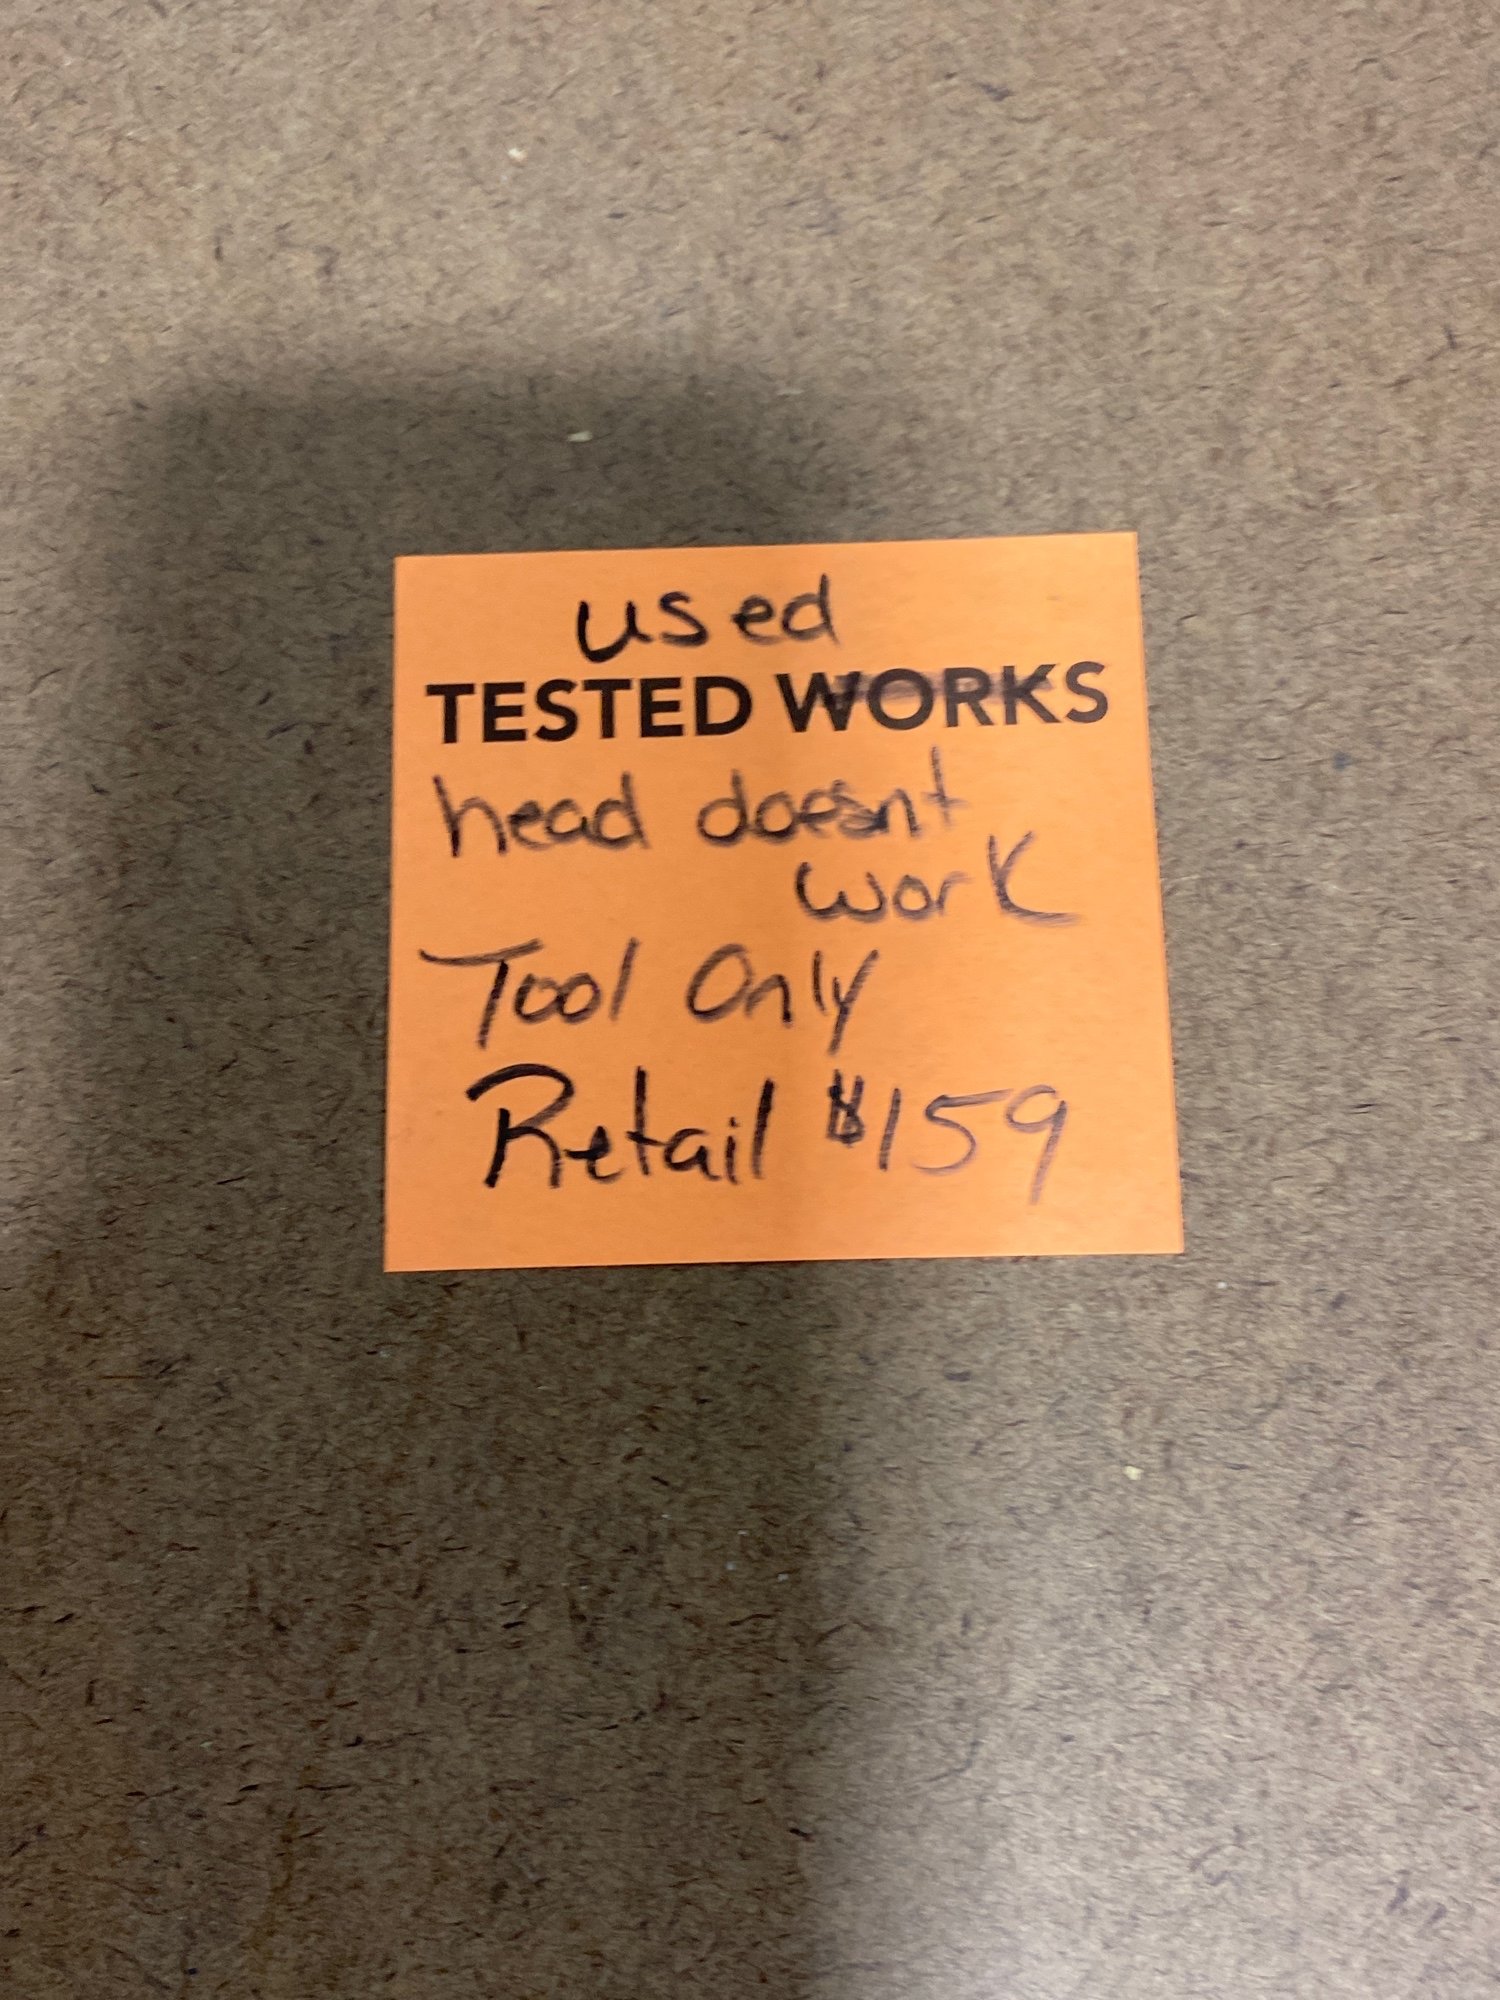 used
TESTED WORKS
head doesnt
work
Tool Only
Retail $159